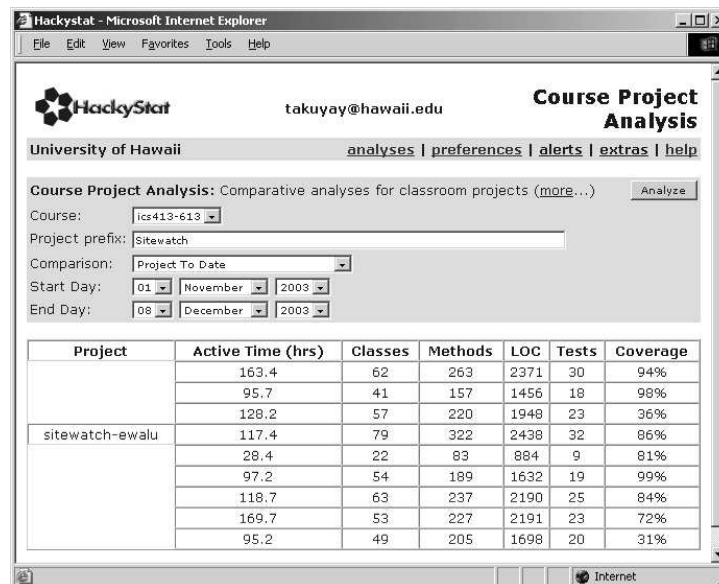 Hackystat - Microsoft Internet Explorer
File Edit View Favorites Tools Help
HackyStat takuyay@hawaii.edu Course Project
Analysis
University of Hawaii analyses | preferences | alerts | extras | help
Course Project Analysis: Comparative analyses for classroom projects (more...) Analyze
Course: ics413-613
Project prefix: Sitewatch
Comparison: Project To Date
Start Day: 01 November 2003
End Day: 08 December 2003
Project Active Time (hrs) Classes Methods LOC Tests Coverage
163.4 62 263 2371 30 94%
95.7 41 157 1456 18 98%
128.2 57 220 1948 23 36%
sitewatch-ewalu 117.4 79 322 2438 32 86%
28.4 22 83 884 9 81%
97.2 54 189 1632 19 99%
118.7 63 237 2190 25 84%
169.7 53 227 2191 23 72%
95.2 49 205 1698 20 31%
Internet